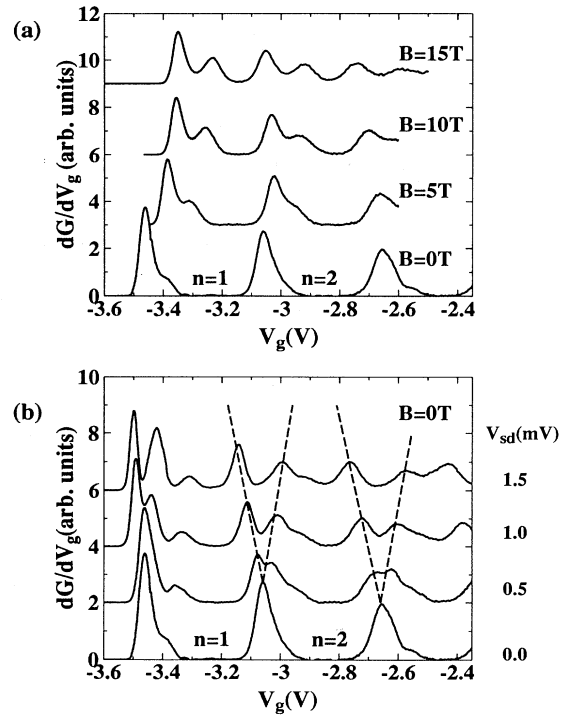 (a)
12
10
8
6
4
2
0
dG/dVg (arb. units)
B=15T
B=10T
B=5T
B=0T
n=1
n=2
-3.6
-3.4
-3.2
-3
-2.8
-2.6
-2.4
Vg(V)
(b)
10
8
6
4
2
0
dG/dVg(arb. units)
B=0T
Vsd(mV)
1.5
1.0
0.5
0.0
n=1
n=2
-3.6
-3.4
-3.2
-3
-2.8
-2.6
-2.4
Vg(V)